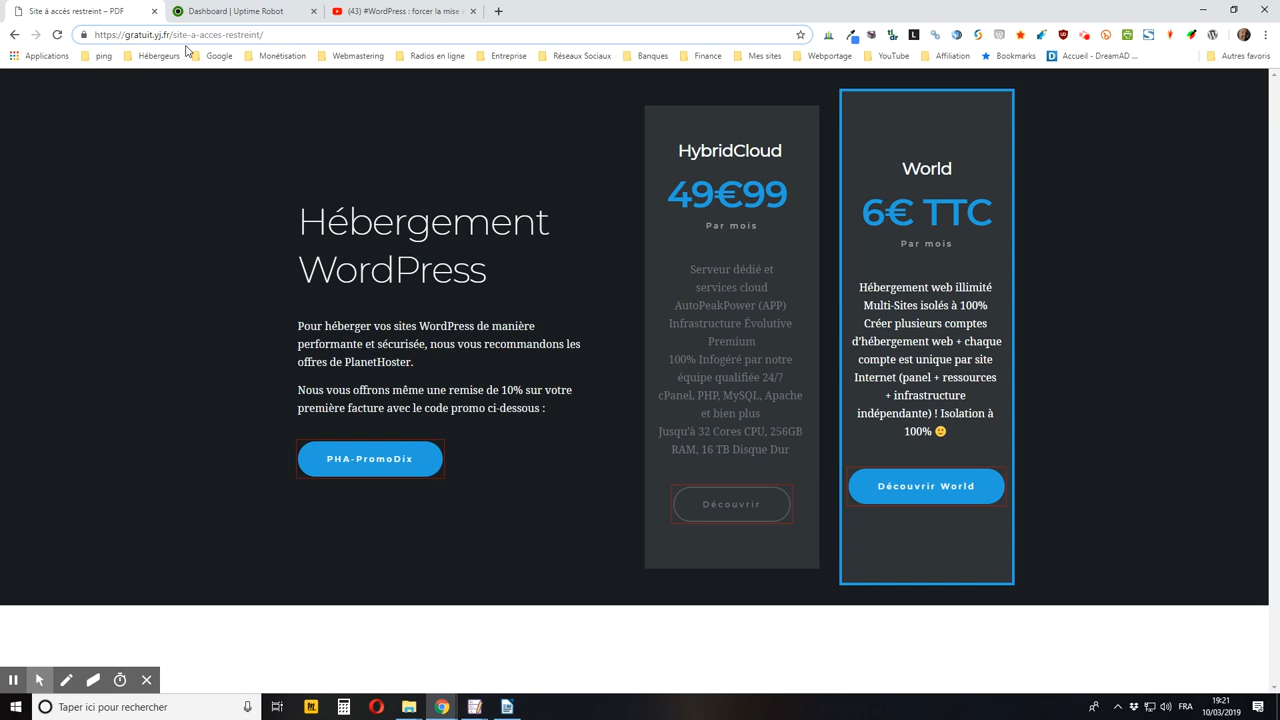 Site à accès restreint – PDF
Dashboard | Uptime Robot
(43) #WordPress : forcer la mise
https://gratuit.yj.fr/site-a-acces-restreint/
Applications
ping
Hébergeurs
Google
Monétisation
Webmastering
Radios en ligne
Entreprise
Réseaux Sociaux
Banques
Finance
Mes sites
Webportage
YouTube
Affiliation
Bookmarks
Accueil - DreamAD ...
Autres favoris
Hébergement
WordPress
Pour héberger vos sites WordPress de manière
performante et sécurisée, nous vous recommandons les
offres de PlanetHoster.
Nous vous offrons même une remise de 10% sur votre
première facture avec le code promo ci-dessous :
PHA-PromoDix
HybridCloud
49€99
Par mois
Serveur dédié et
services cloud
AutoPeakPower (APP)
Infrastructure Évolutive
Premium
100% Infogéré par notre
équipe qualifiée 24/7
cPanel, PHP, MySQL, Apache
et bien plus
Jusqu'à 32 Cores CPU, 256GB
RAM, 16 TB Disque Dur
Découvrir
World
6€ TTC
Par mois
Hébergement web illimité
Multi-Sites isolés à 100%
Créer plusieurs comptes
d'hébergement web + chaque
compte est unique par site
Internet (panel + ressources
+ infrastructure
indépendante) ! Isolation à
100% 🙂
Découvrir World
Taper ici pour rechercher
FRA
19:21
10/03/2019